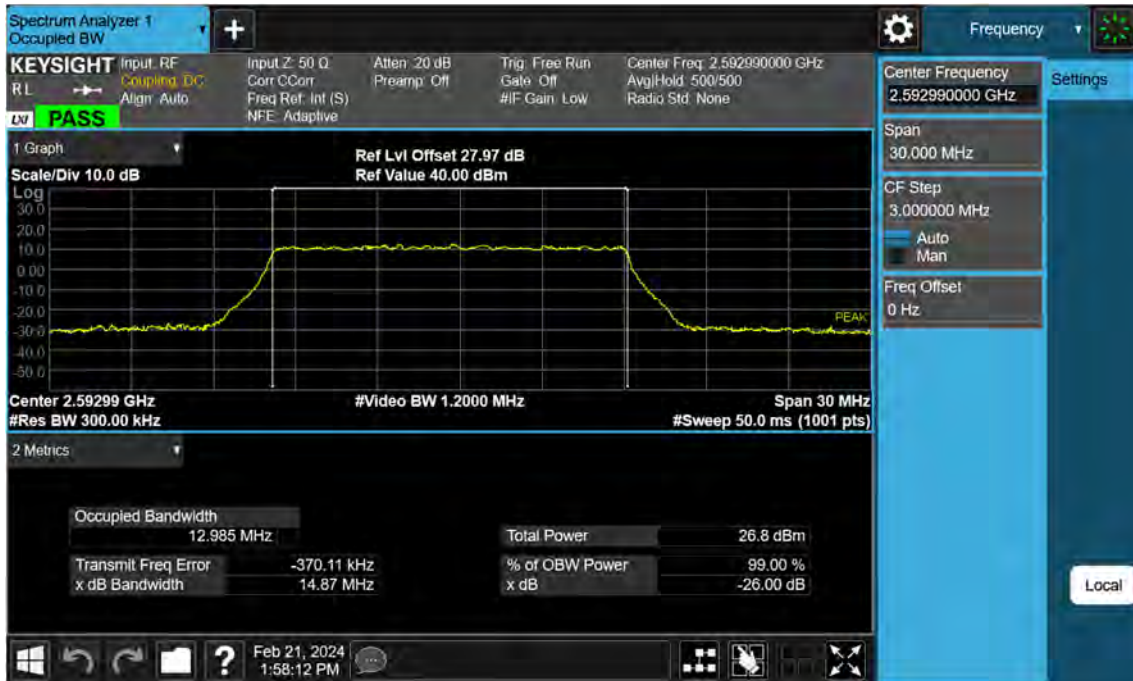 Spectrum Analyzer 1
Occupied BW
+
Frequency
KEYSIGHT
RL
LXI PASS
Input: RF
Coupling: DC
Align: Auto
Input Z: 50 Ω
Corr CCorr
Freq Ref: Int (S)
NFE: Adaptive
Atten: 20 dB
Preamp: Off
Trig: Free Run
Gate: Off
#IF Gain: Low
Center Freq: 2.592990000 GHz
Avg|Hold: 500/500
Radio Std: None
Center Frequency
2.592990000 GHz
Settings
Span
30.000 MHz
CF Step
3.000000 MHz
Auto
Man
Freq Offset
0 Hz
1 Graph
Scale/Div 10.0 dB
Ref Lvl Offset 27.97 dB
Ref Value 40.00 dBm
Log
30.0
20.0
10.0
0.00
-10.0
-20.0
-30.0
-40.0
-50.0
PEAK
Center 2.59299 GHz
#Video BW 1.2000 MHz
Span 30 MHz
#Res BW 300.00 kHz
#Sweep 50.0 ms (1001 pts)
2 Metrics
Occupied Bandwidth
12.985 MHz
Total Power 26.8 dBm
Transmit Freq Error -370.11 kHz
% of OBW Power 99.00 %
x dB Bandwidth 14.87 MHz
x dB -26.00 dB
Local
?
Feb 21, 2024
1:58:12 PM